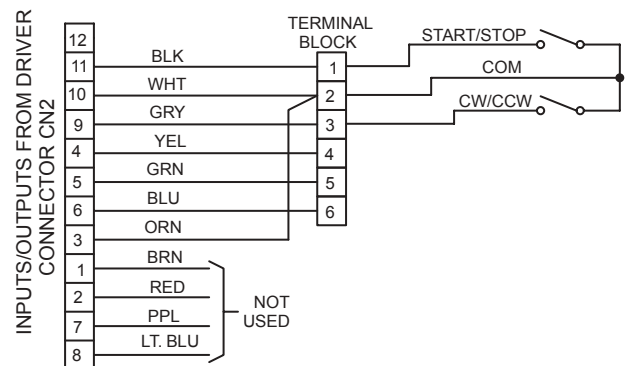 INPUTS/OUTPUTS FROM DRIVER
CONNECTOR CN2
12
11
10
9
4
5
6
3
1
2
7
8
BLK
WHT
GRY
YEL
GRN
BLU
ORN
BRN
RED
PPL
LT. BLU
NOT
USED
TERMINAL
BLOCK
1
2
3
4
5
6
START/STOP
COM
CW/CCW